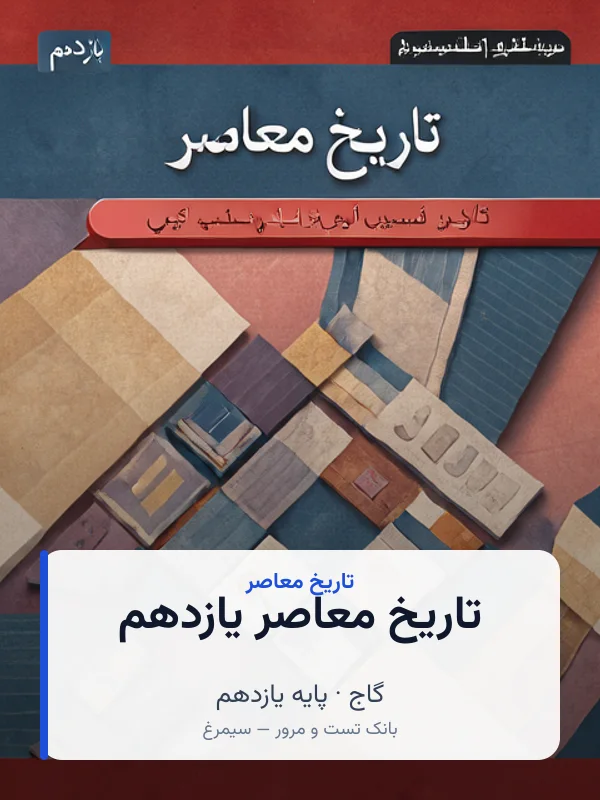 یازدهم
تاریخ معاصر
تاریخ معاصر
تاریخ معاصر یازدهم
گاج · پایه یازدهم
بانک تست و مرور – سیمرغ